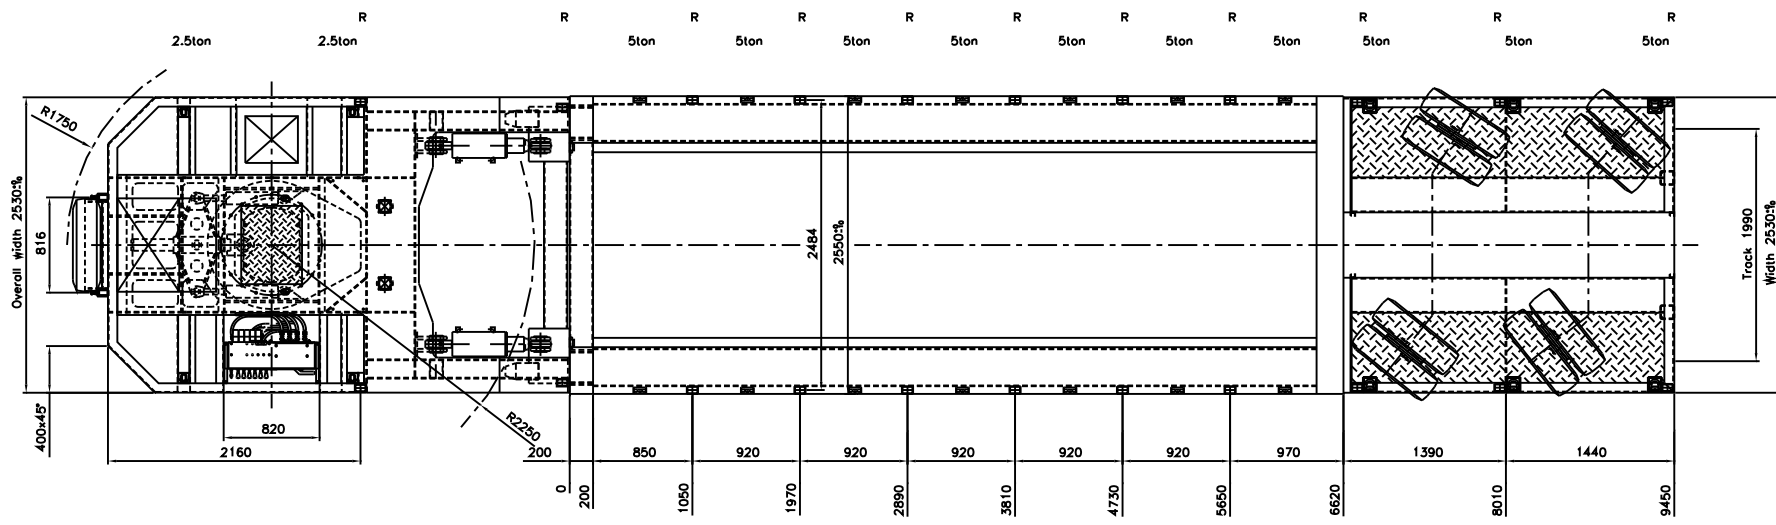 R R R R R R R R R R R
2.5ton 2.5ton 5ton 5ton 5ton 5ton 5ton 5ton 5ton 5ton 5ton 5ton
R1750
Overall width 2530
816
2484
2550
Track 1990
Width 2530
400x45°
R2250
820
2160 200 850 920 920 920 920 920 970 1390 1440
0 200 1050 1970 2890 3810 4730 5650 6620 8010 9450